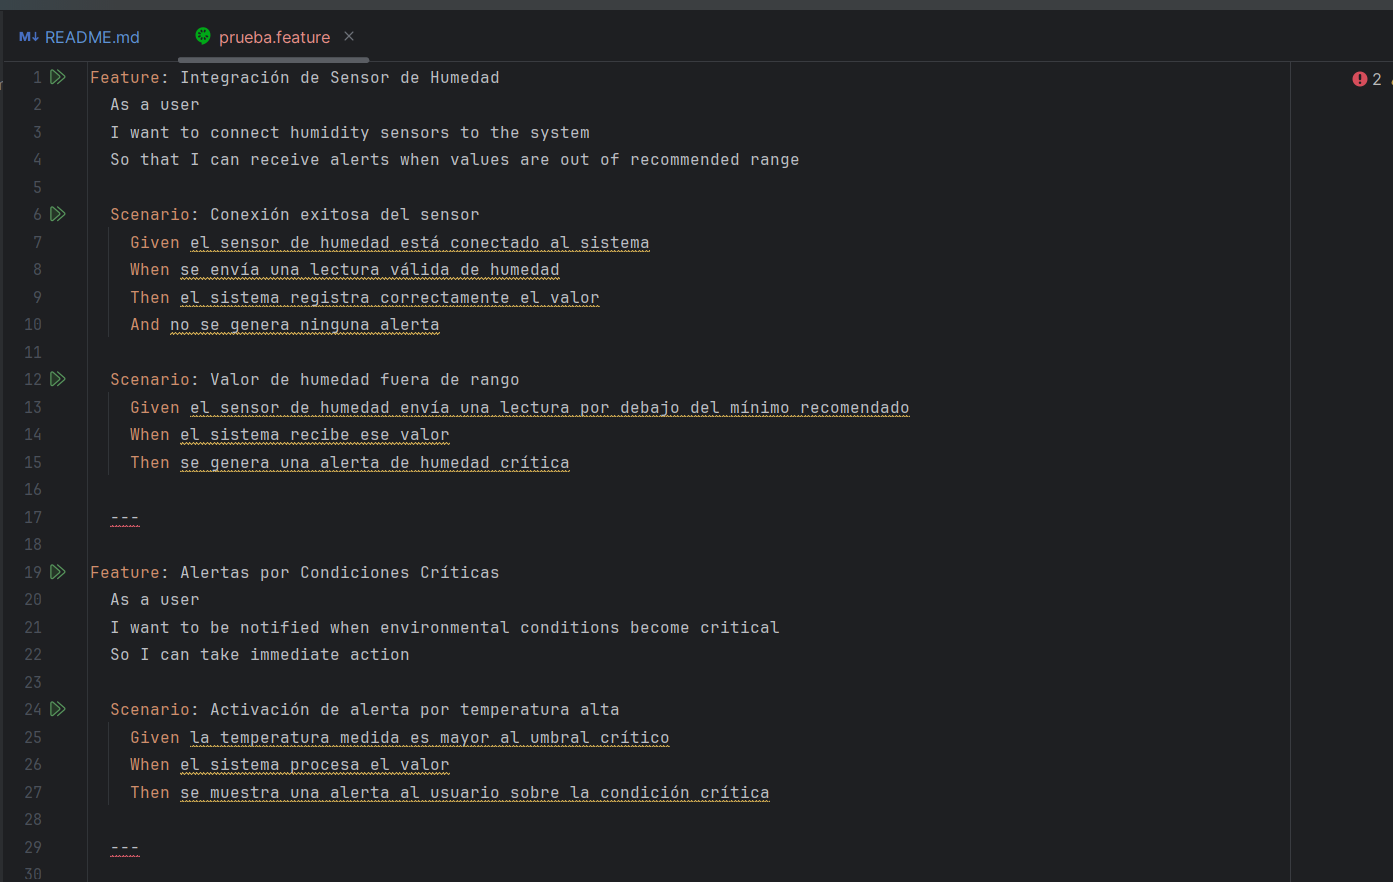 M↓ README.md prueba.feature ×
1 Feature: Integración de Sensor de Humedad 2
2 As a user
3 I want to connect humidity sensors to the system
4 So that I can receive alerts when values are out of recommended range
5
6 Scenario: Conexión exitosa del sensor
7 Given el sensor de humedad está conectado al sistema
8 When se envía una lectura válida de humedad
9 Then el sistema registra correctamente el valor
10 And no se genera ninguna alerta
11
12 Scenario: Valor de humedad fuera de rango
13 Given el sensor de humedad envía una lectura por debajo del mínimo recomendado
14 When el sistema recibe ese valor
15 Then se genera una alerta de humedad crítica
16
17 ---
18
19 Feature: Alertas por Condiciones Críticas
20 As a user
21 I want to be notified when environmental conditions become critical
22 So I can take immediate action
23
24 Scenario: Activación de alerta por temperatura alta
25 Given la temperatura medida es mayor al umbral crítico
26 When el sistema procesa el valor
27 Then se muestra una alerta al usuario sobre la condición crítica
28
29 ---
30